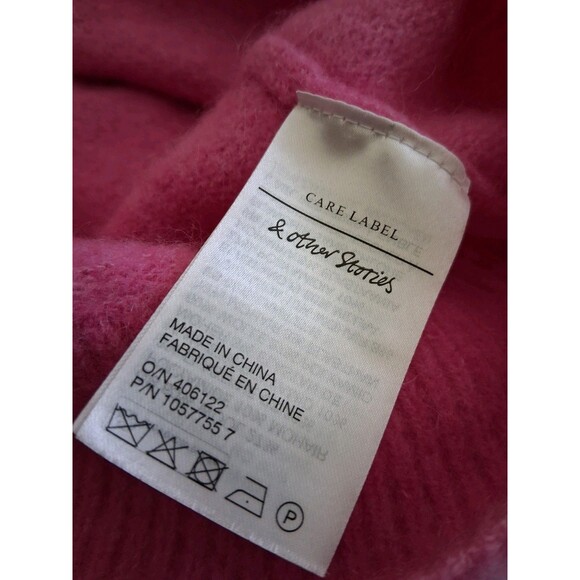 CARE LABEL
& other Stories
MADE IN CHINA
FABRIQUÉ EN CHINE
O/N 406122
P/N 1057755 7
P